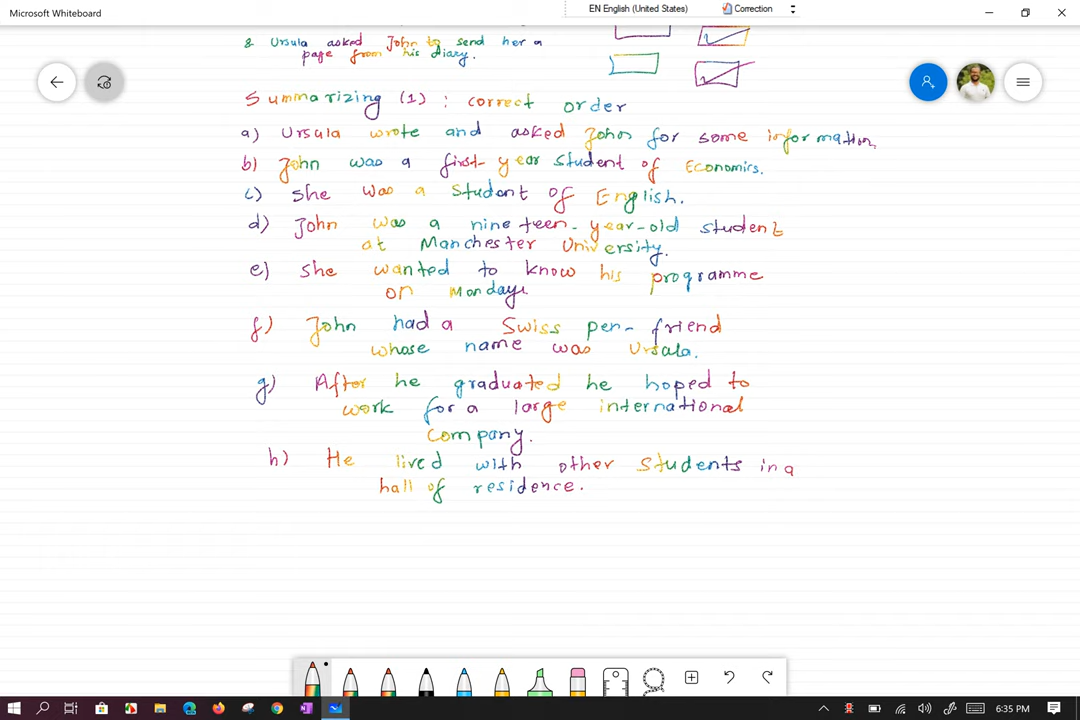 Microsoft Whiteboard
EN English (United States)
Correction
8. Ursula asked John to send her a
page from his diary.
Summarizing (1) : correct order
a) Ursula wrote and asked John for some information.
b) John was a first-year student of Economics.
c) she was a student of English.
d) John was a nineteen-year-old student
at Manchester University.
e) she wanted to know his programme
on Mondays
f) John had a Swiss pen-friend
whose name was Ursala.
g) After he graduated he hoped to
work for a large international
company.
h) He lived with other students in a
hall of residence.
6:35 PM